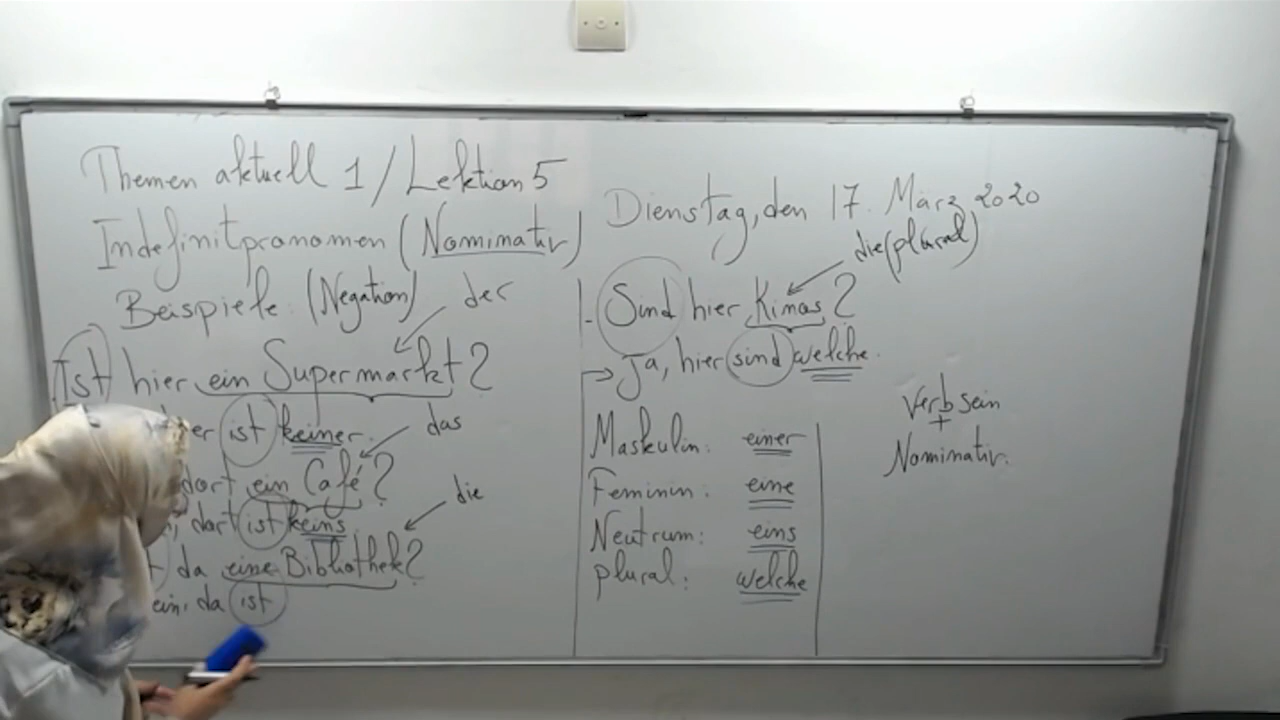 Themen aktuell 1 / Lektion 5
Indefinitpronomen (Nominativ)
Beispiele: (Negation)
der
Ist hier ein Supermarkt?
er ist keiner.
das
dort ein Café?
, dort ist keins.
die
da eine Bibliothek?
ein, da ist
Dienstag, den 17. März 2020
die (plural)
- Sind hier Kinos?
→ Ja, hier sind welche.
Maskulin: einer
Feminin: eine
Neutrum: eins
plural: welche
Verb sein
+
Nominativ.